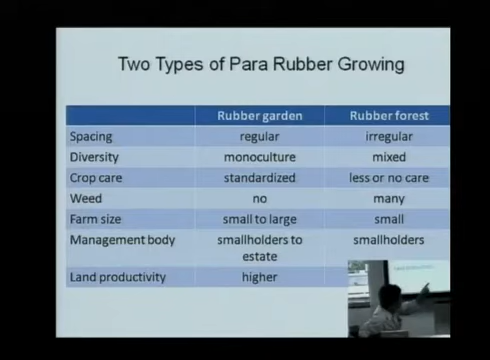 Two Types of Para Rubber Growing
Rubber garden Rubber forest
Spacing regular irregular
Diversity monoculture mixed
Crop care standardized less or no care
Weed no many
Farm size small to large small
Management body smallholders to estate smallholders
Land productivity higher